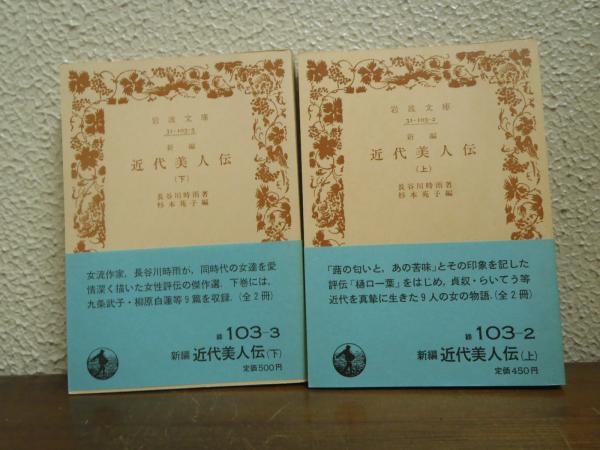 岩波文庫
31-103-3
新編
近代美人伝
(下)
長谷川時雨著
杉本苑子編
女流作家,長谷川時雨が,同時代の女達を愛
情深く描いた女性評伝の傑作選.下巻には,
九条武子・柳原白蓮等9篇を収録.(全2冊)
緑 103-3
新編 近代美人伝(下)
定価500円
岩波文庫
31-103-2
新編
近代美人伝
(上)
長谷川時雨著
杉本苑子編
「蕗の匂いと,あの苦味」とその印象を記した
評伝「樋口一葉」をはじめ,貞奴・らいてう等
近代を真摯に生きた9人の女の物語.(全2冊)
緑 103-2
新編 近代美人伝(上)
定価450円